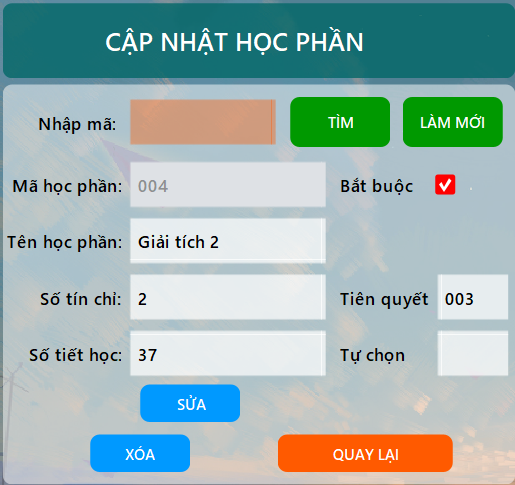 CẬP NHẬT HỌC PHẦN
Nhập mã: TÌM LÀM MỚI
Mã học phần: 004 Bắt buộc
Tên học phần: Giải tích 2
Số tín chỉ: 2 Tiên quyết 003
Số tiết học: 37 Tự chọn
SỬA
XÓA QUAY LẠI